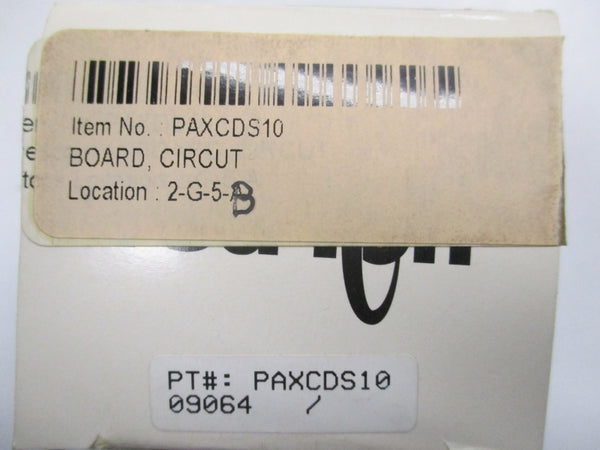 Item No. : PAXCDS10
BOARD, CIRCUT
Location : 2-G-5-B
PT#: PAXCDS10
09064 /